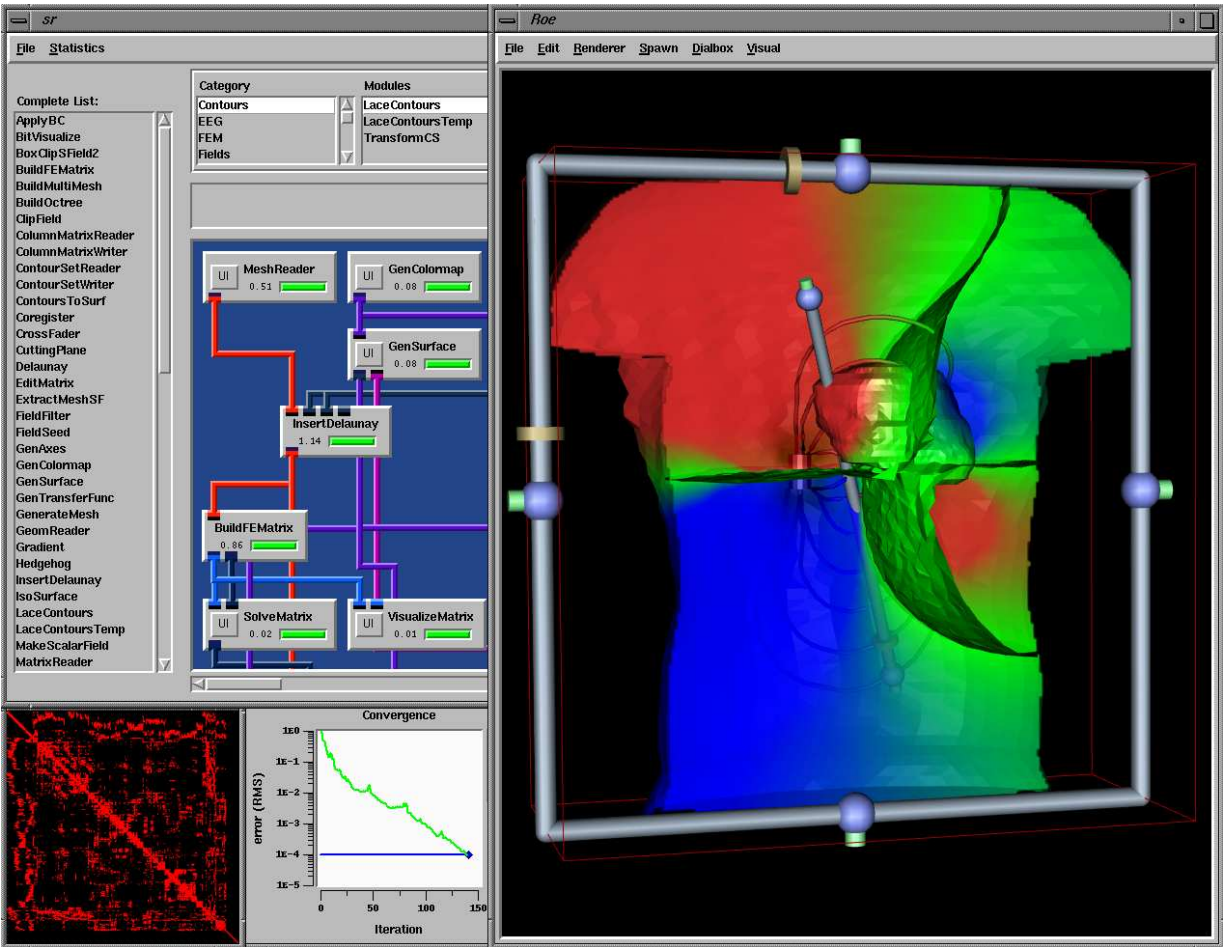 sr
File Statistics
Complete List:
ApplyBC
BitVisualize
BoxClipSField2
BuildFEMatrix
BuildMultiMesh
BuildOctree
ClipField
ColumnMatrixReader
ColumnMatrixWriter
ContourSetReader
ContourSetWriter
ContoursToSurf
Coregister
CrossFader
CuttingPlane
Delaunay
EditMatrix
ExtractMeshSF
FieldFilter
FieldSeed
GenAxes
GenColormap
GenSurface
GenTransferFunc
GenerateMesh
GeomReader
Gradient
Hedgehog
InsertDelaunay
IsoSurface
LaceContours
LaceContoursTemp
MakeScalarField
MatrixReader
Category
Contours
EEG
FEM
Fields
Modules
LaceContours
LaceContoursTemp
TransformCS
UI MeshReader
0.51
UI GenColormap
0.08
UI GenSurface
0.08
InsertDelaunay
1.14
BuildFEMatrix
0.86
UI SolveMatrix
0.02
UI VisualizeMatrix
0.01
Convergence
error (RMS)
1E0
1E-1
1E-2
1E-3
1E-4
1E-5
0 50 100 150
Iteration
Roe
File Edit Renderer Spawn Dialbox Visual